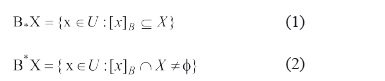 B*X = {x ∈ U : [x]B ⊆ X} (1)
B*X = { x ∈ U : [x]B ∩ X ≠ ϕ} (2)